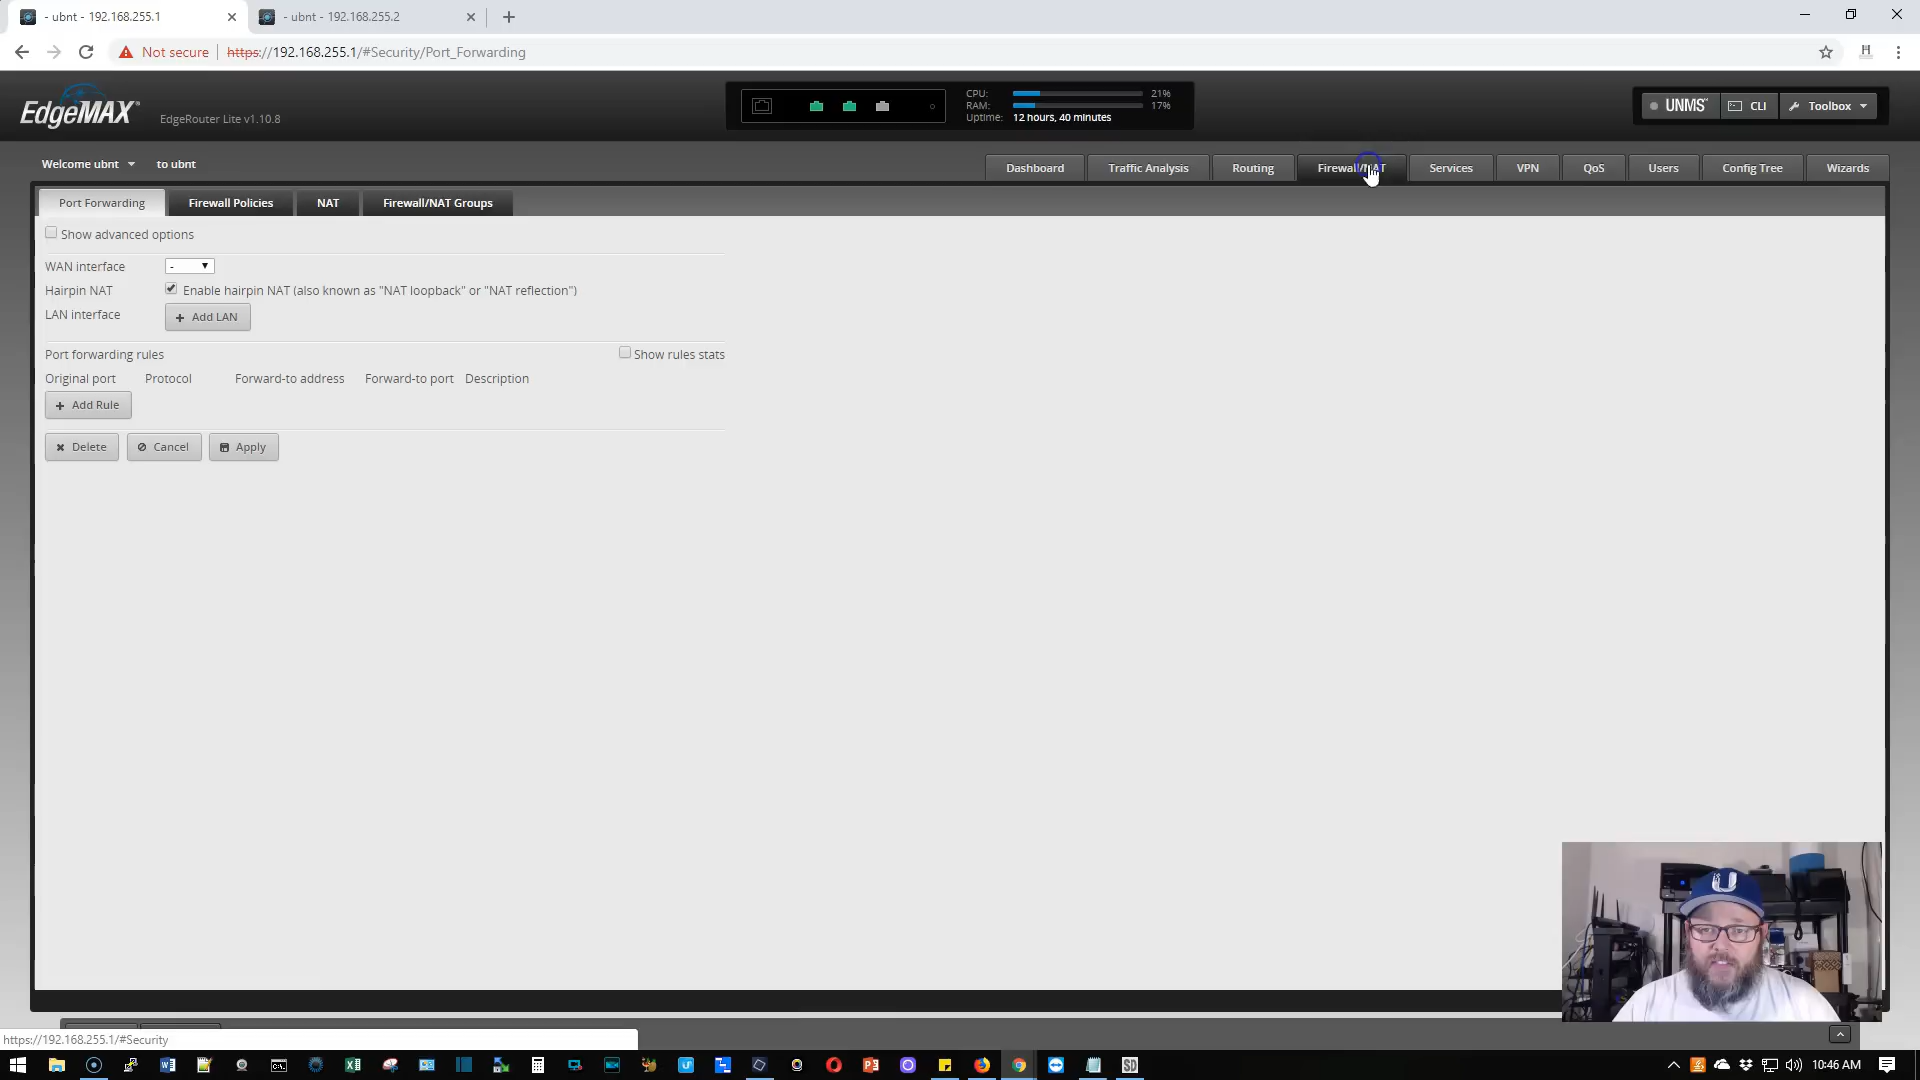 - ubnt - 192.168.255.1
- ubnt - 192.168.255.2
Not secure
https://192.168.255.1/#Security/Port_Forwarding
EdgeMAX
EdgeRouter Lite v1.10.8
CPU: 21%
RAM: 17%
Uptime: 12 hours, 40 minutes
UNMS
CLI
Toolbox
Welcome ubnt
to ubnt
Dashboard
Traffic Analysis
Routing
Firewall/NAT
Services
VPN
QoS
Users
Config Tree
Wizards
Port Forwarding
Firewall Policies
NAT
Firewall/NAT Groups
Show advanced options
WAN interface -
Hairpin NAT Enable hairpin NAT (also known as "NAT loopback" or "NAT reflection")
LAN interface + Add LAN
Port forwarding rules Show rules stats
Original port Protocol Forward-to address Forward-to port Description
+ Add Rule
Delete Cancel Apply
https://192.168.255.1/#Security
10:46 AM